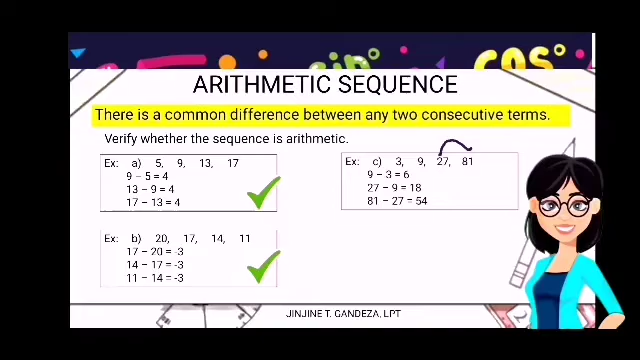 sin° cos°
ARITHMETIC SEQUENCE
There is a common difference between any two consecutive terms.
Verify whether the sequence is arithmetic.
Ex: a) 5, 9, 13, 17
9 - 5 = 4
13 - 9 = 4
17 - 13 = 4
Ex: b) 20, 17, 14, 11
17 - 20 = -3
14 - 17 = -3
11 - 14 = -3
Ex: c) 3, 9, 27, 81
9 - 3 = 6
27 - 9 = 18
81 - 27 = 54
JINJINE T. GANDEZA, LPT